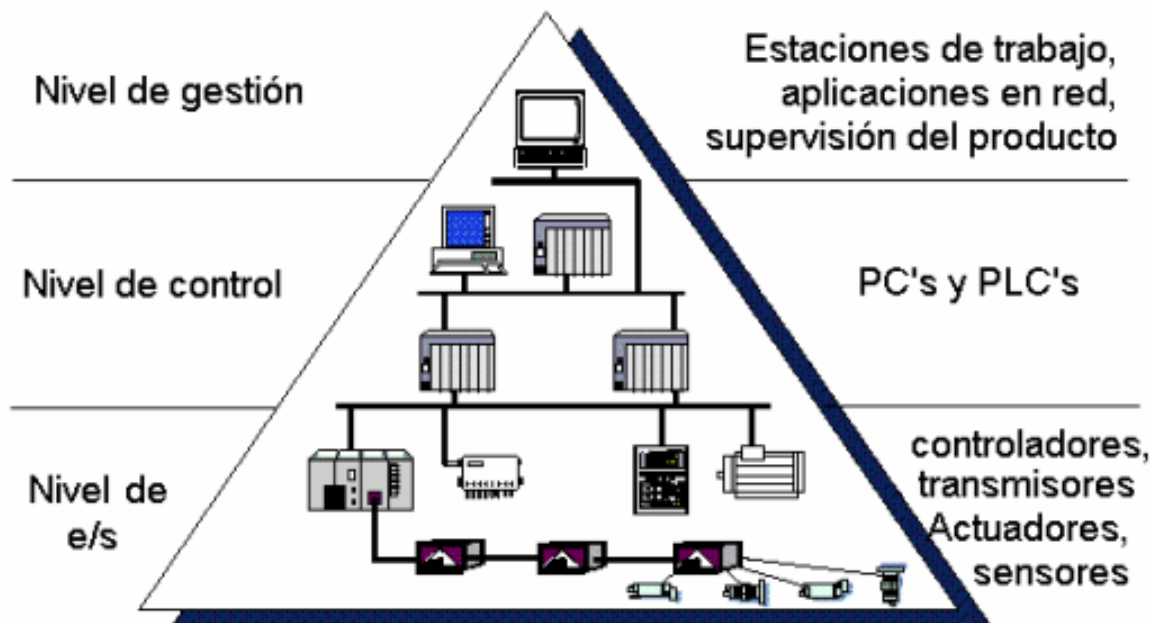 Nivel de gestión
Estaciones de trabajo,
aplicaciones en red,
supervisión del producto
Nivel de control
PC's y PLC's
Nivel de
e/s
controladores,
transmisores
Actuadores,
sensores